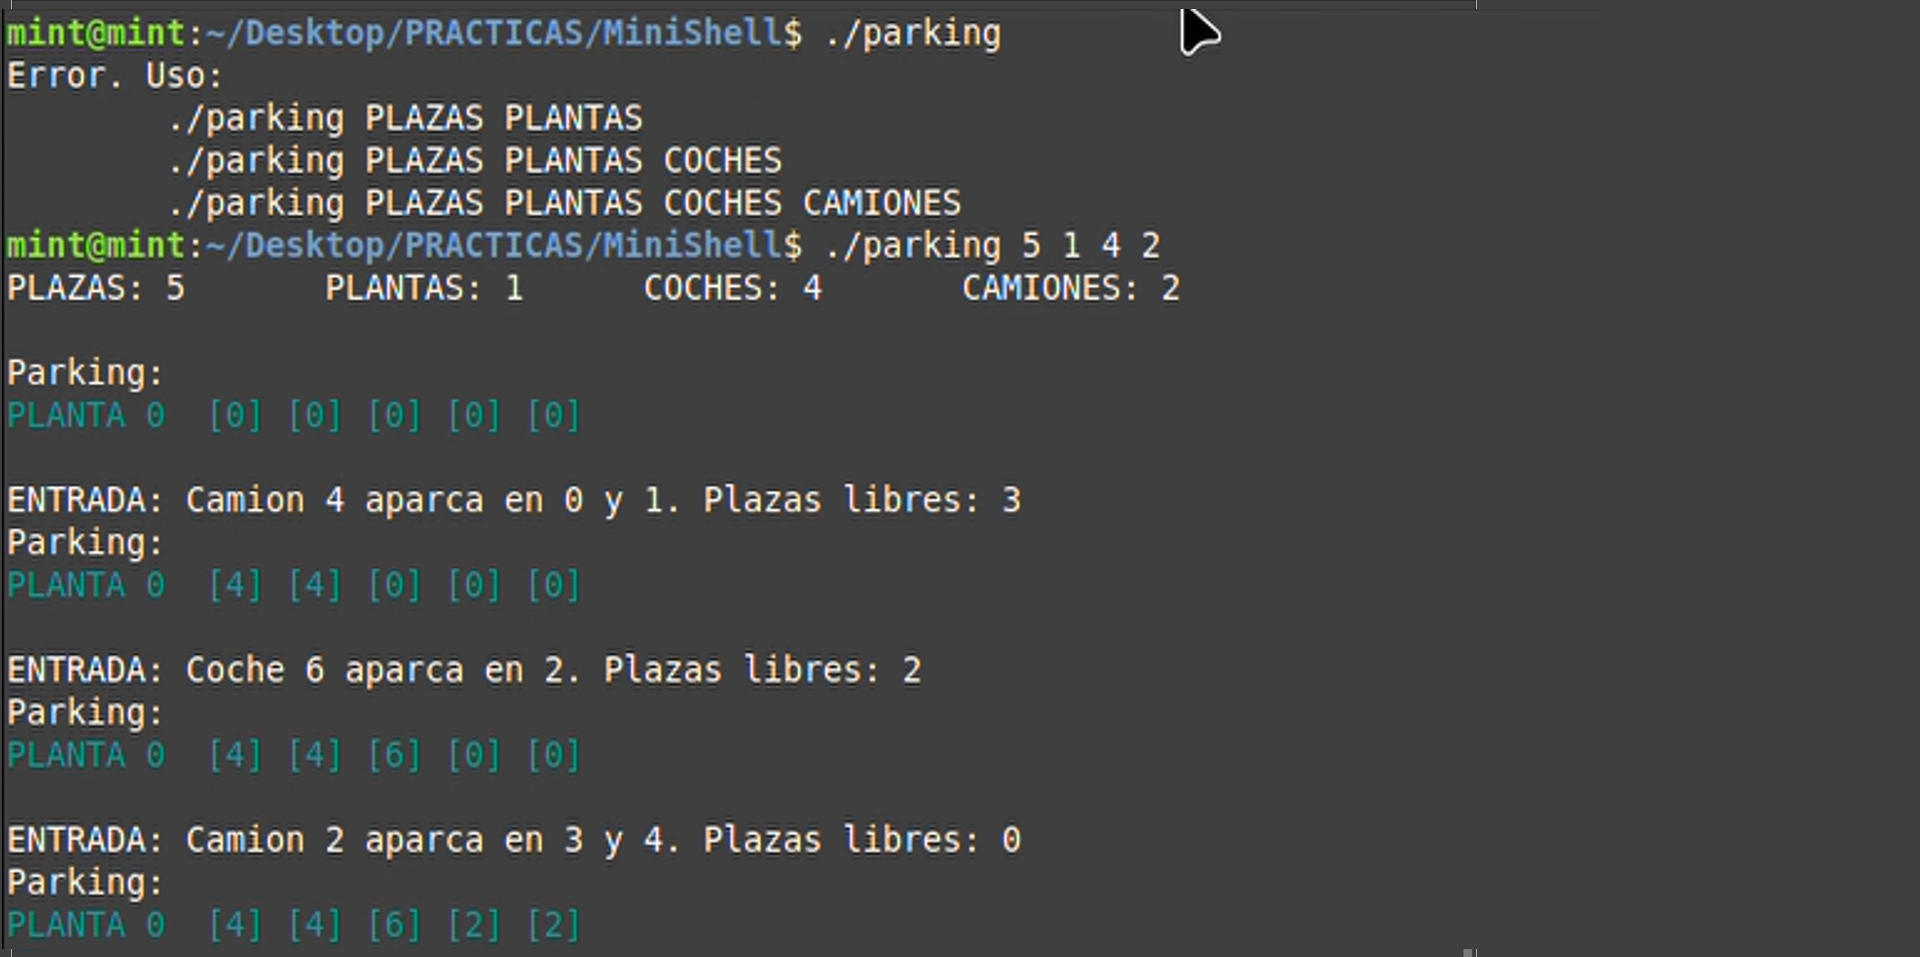 mint@mint:~/Desktop/PRACTICAS/MiniShell$ ./parking
Error. Uso:
./parking PLAZAS PLANTAS
./parking PLAZAS PLANTAS COCHES
./parking PLAZAS PLANTAS COCHES CAMIONES
mint@mint:~/Desktop/PRACTICAS/MiniShell$ ./parking 5 1 4 2
PLAZAS: 5 PLANTAS: 1 COCHES: 4 CAMIONES: 2
Parking:
PLANTA 0 [0] [0] [0] [0] [0]
ENTRADA: Camion 4 aparca en 0 y 1. Plazas libres: 3
Parking:
PLANTA 0 [4] [4] [0] [0] [0]
ENTRADA: Coche 6 aparca en 2. Plazas libres: 2
Parking:
PLANTA 0 [4] [4] [6] [0] [0]
ENTRADA: Camion 2 aparca en 3 y 4. Plazas libres: 0
Parking:
PLANTA 0 [4] [4] [6] [2] [2]